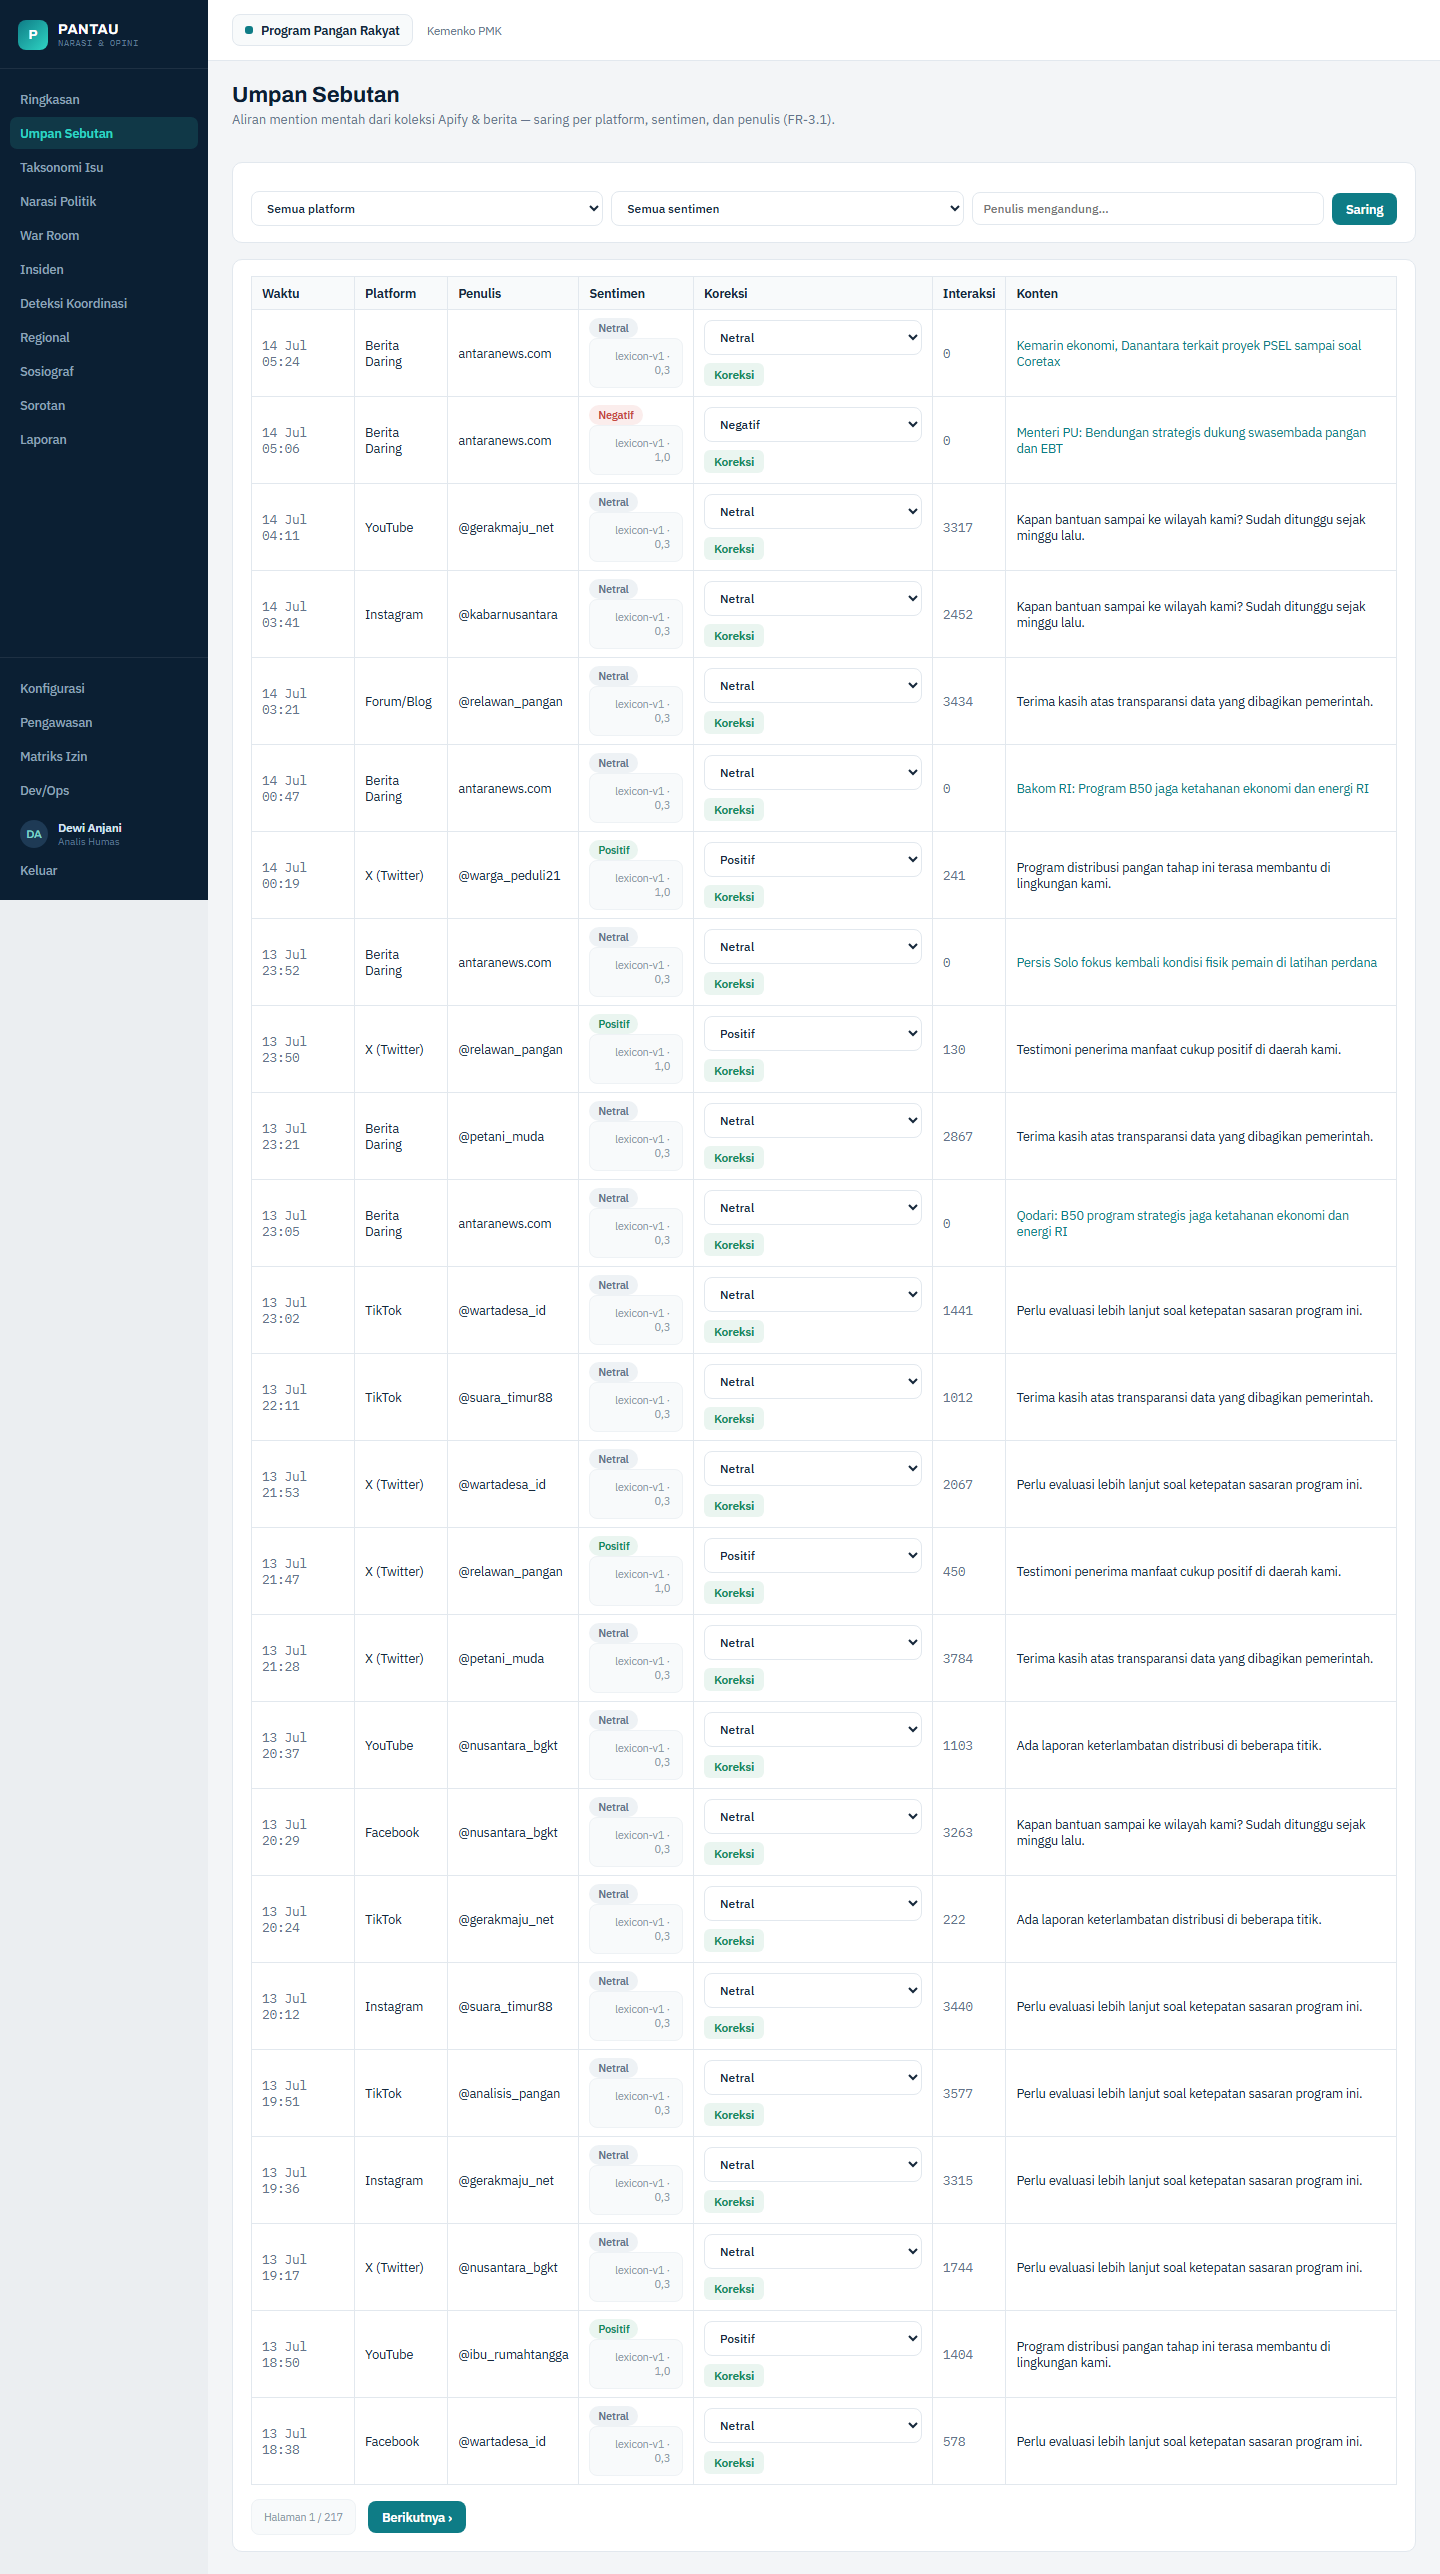 P
PANTAU
NARASI & OPINI
Ringkasan
Umpan Sebutan
Taksonomi Isu
Narasi Politik
War Room
Insiden
Deteksi Koordinasi
Regional
Sosiograf
Sorotan
Laporan
Konfigurasi
Pengawasan
Matriks Izin
Dev/Ops
DA
Dewi Anjani
Analis Humas
Keluar
Program Pangan Rakyat
Kemenko PMK
Umpan Sebutan
Aliran mention mentah dari koleksi Apify & berita — saring per platform, sentimen, dan penulis (FR-3.1).
Semua platform
Semua sentimen
Penulis mengandung...
Saring
Waktu Platform Penulis Sentimen Koreksi Interaksi Konten
14 Jul 05:24 Berita Daring antaranews.com Netral lexicon-v1 · 0,3 Netral Koreksi 0 Kemarin ekonomi, Danantara terkait proyek PSEL sampai soal Coretax
14 Jul 05:06 Berita Daring antaranews.com Negatif lexicon-v1 · 1,0 Negatif Koreksi 0 Menteri PU: Bendungan strategis dukung swasembada pangan dan EBT
14 Jul 04:11 YouTube @gerakmaju_net Netral lexicon-v1 · 0,3 Netral Koreksi 3317 Kapan bantuan sampai ke wilayah kami? Sudah ditunggu sejak minggu lalu.
14 Jul 03:41 Instagram @kabarnusantara Netral lexicon-v1 · 0,3 Netral Koreksi 2452 Kapan bantuan sampai ke wilayah kami? Sudah ditunggu sejak minggu lalu.
14 Jul 03:21 Forum/Blog @relawan_pangan Netral lexicon-v1 · 0,3 Netral Koreksi 3434 Terima kasih atas transparansi data yang dibagikan pemerintah.
14 Jul 00:47 Berita Daring antaranews.com Netral lexicon-v1 · 0,3 Netral Koreksi 0 Bakom RI: Program B50 jaga ketahanan ekonomi dan energi RI
14 Jul 00:19 X (Twitter) @warga_peduli21 Positif lexicon-v1 · 1,0 Positif Koreksi 241 Program distribusi pangan tahap ini terasa membantu di lingkungan kami.
13 Jul 23:52 Berita Daring antaranews.com Netral lexicon-v1 · 0,3 Netral Koreksi 0 Persis Solo fokus kembali kondisi fisik pemain di latihan perdana
13 Jul 23:50 X (Twitter) @relawan_pangan Positif lexicon-v1 · 1,0 Positif Koreksi 130 Testimoni penerima manfaat cukup positif di daerah kami.
13 Jul 23:21 Berita Daring @petani_muda Netral lexicon-v1 · 0,3 Netral Koreksi 2867 Terima kasih atas transparansi data yang dibagikan pemerintah.
13 Jul 23:05 Berita Daring antaranews.com Netral lexicon-v1 · 0,3 Netral Koreksi 0 Qodari: B50 program strategis jaga ketahanan ekonomi dan energi RI
13 Jul 23:02 TikTok @wartadesa_id Netral lexicon-v1 · 0,3 Netral Koreksi 1441 Perlu evaluasi lebih lanjut soal ketepatan sasaran program ini.
13 Jul 22:11 TikTok @suara_timur88 Netral lexicon-v1 · 0,3 Netral Koreksi 1012 Terima kasih atas transparansi data yang dibagikan pemerintah.
13 Jul 21:53 X (Twitter) @wartadesa_id Netral lexicon-v1 · 0,3 Netral Koreksi 2067 Perlu evaluasi lebih lanjut soal ketepatan sasaran program ini.
13 Jul 21:47 X (Twitter) @relawan_pangan Positif lexicon-v1 · 1,0 Positif Koreksi 450 Testimoni penerima manfaat cukup positif di daerah kami.
13 Jul 21:28 X (Twitter) @petani_muda Netral lexicon-v1 · 0,3 Netral Koreksi 3784 Terima kasih atas transparansi data yang dibagikan pemerintah.
13 Jul 20:37 YouTube @nusantara_bgkt Netral lexicon-v1 · 0,3 Netral Koreksi 1103 Ada laporan keterlambatan distribusi di beberapa titik.
13 Jul 20:29 Facebook @nusantara_bgkt Netral lexicon-v1 · 0,3 Netral Koreksi 3263 Kapan bantuan sampai ke wilayah kami? Sudah ditunggu sejak minggu lalu.
13 Jul 20:24 TikTok @gerakmaju_net Netral lexicon-v1 · 0,3 Netral Koreksi 222 Ada laporan keterlambatan distribusi di beberapa titik.
13 Jul 20:12 Instagram @suara_timur88 Netral lexicon-v1 · 0,3 Netral Koreksi 3440 Perlu evaluasi lebih lanjut soal ketepatan sasaran program ini.
13 Jul 19:51 TikTok @analisis_pangan Netral lexicon-v1 · 0,3 Netral Koreksi 3577 Perlu evaluasi lebih lanjut soal ketepatan sasaran program ini.
13 Jul 19:36 Instagram @gerakmaju_net Netral lexicon-v1 · 0,3 Netral Koreksi 3315 Perlu evaluasi lebih lanjut soal ketepatan sasaran program ini.
13 Jul 19:17 X (Twitter) @nusantara_bgkt Netral lexicon-v1 · 0,3 Netral Koreksi 1744 Perlu evaluasi lebih lanjut soal ketepatan sasaran program ini.
13 Jul 18:50 YouTube @ibu_rumahtangga Positif lexicon-v1 · 1,0 Positif Koreksi 1404 Program distribusi pangan tahap ini terasa membantu di lingkungan kami.
13 Jul 18:38 Facebook @wartadesa_id Netral lexicon-v1 · 0,3 Netral Koreksi 578 Perlu evaluasi lebih lanjut soal ketepatan sasaran program ini.
Halaman 1 / 217
Berikutnya ›